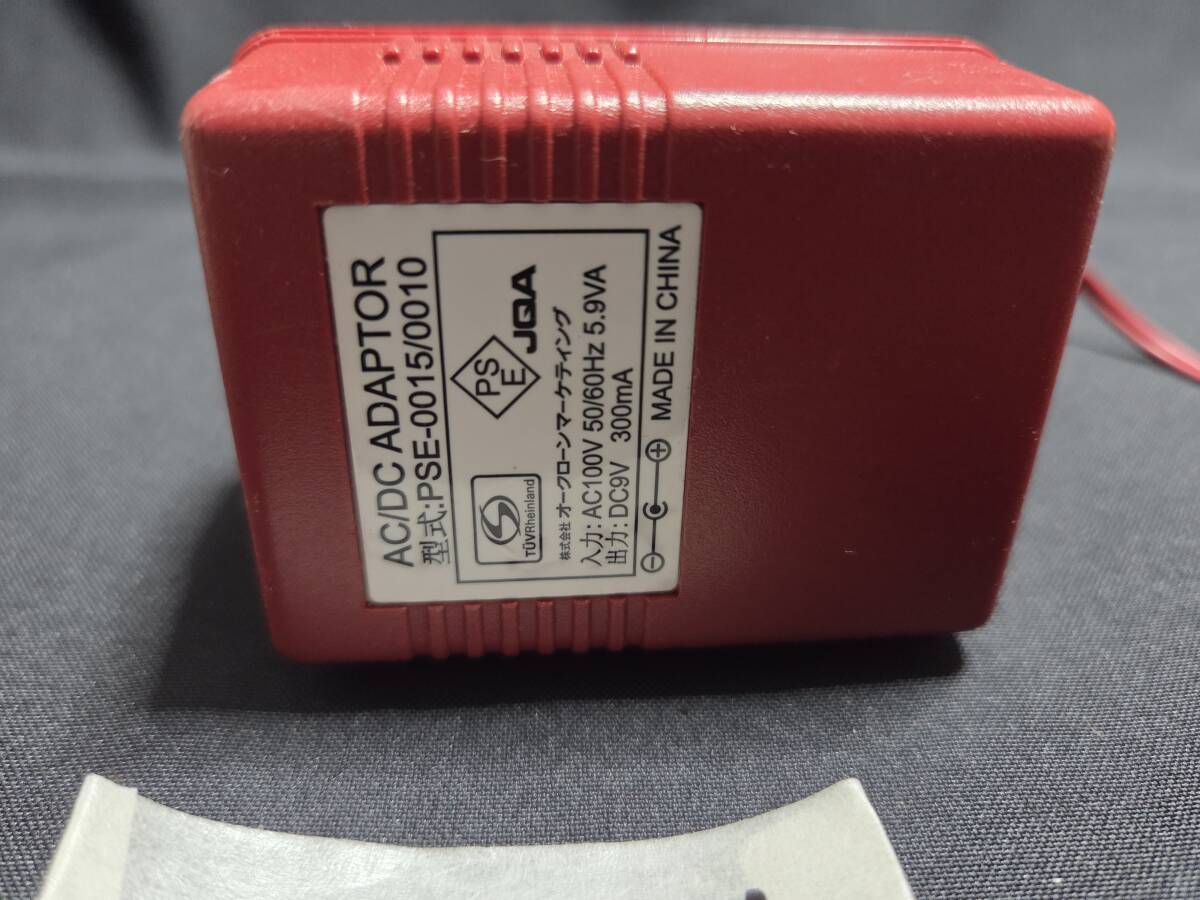 AC/DC ADAPTOR
型式:PSE-0015/0010
TÜVRheinland
PS
E
JQA
株式会社 オークローンマーケティング
入力: AC100V 50/60Hz 5.9VA
出力: DC9V 300mA
MADE IN CHINA